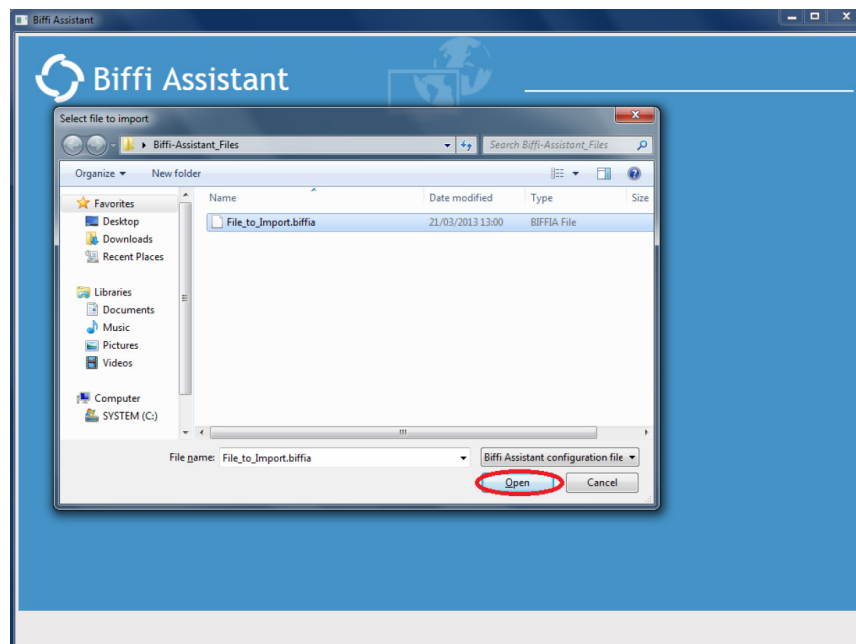 Biffi Assistant
Biffi Assistant
Select file to import
Biffi-Assistant_Files
Search Biffi-Assistant_Files
Organize
New folder
Name
Date modified
Type
Size
Favorites
Desktop
Downloads
Recent Places
Libraries
Documents
Music
Pictures
Videos
Computer
SYSTEM (C:)
File_to_Import.biffia
21/03/2013 13:00
BIFFIA File
File name:
File_to_Import.biffia
Biffi Assistant configuration file
Open
Cancel